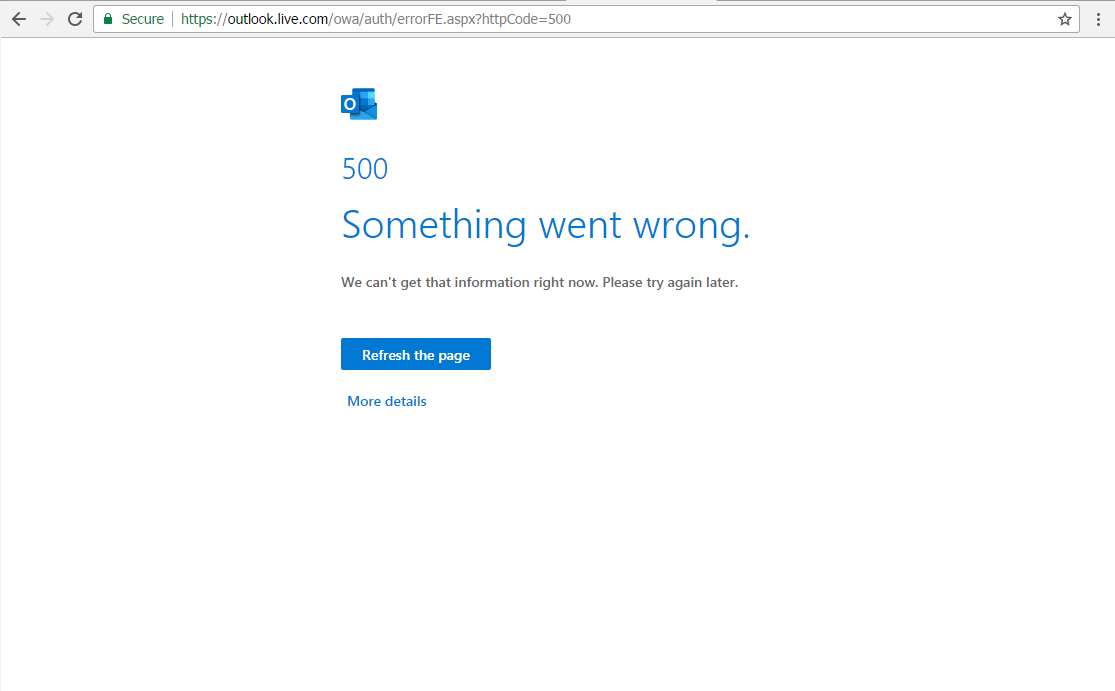 Secure https://outlook.live.com/owa/auth/errorFE.aspx?httpCode=500
O
500
Something went wrong.
We can't get that information right now. Please try again later.
Refresh the page
More details